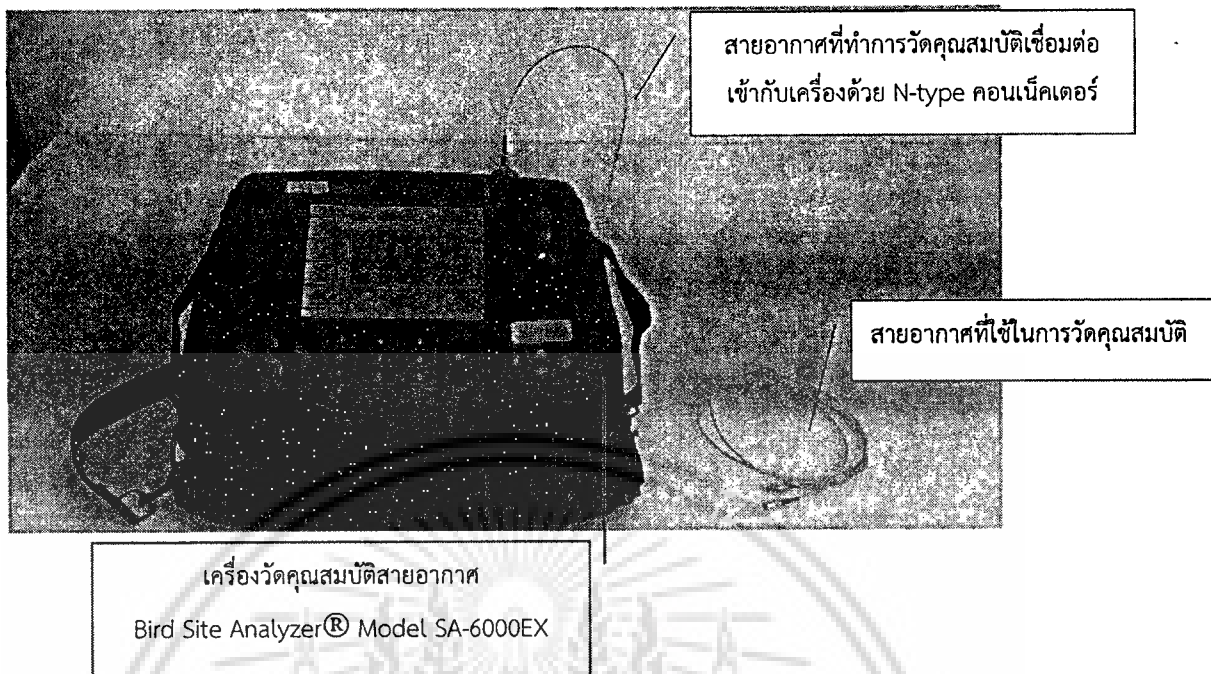 สายอากาศที่ทำการวัดคุณสมบัติเชื่อมต่อ
เข้ากับเครื่องด้วย N-type คอนเน็คเตอร์
สายอากาศที่ใช้ในการวัดคุณสมบัติ
เครื่องวัดคุณสมบัติสายอากาศ
Bird Site Analyzer® Model SA-6000EX